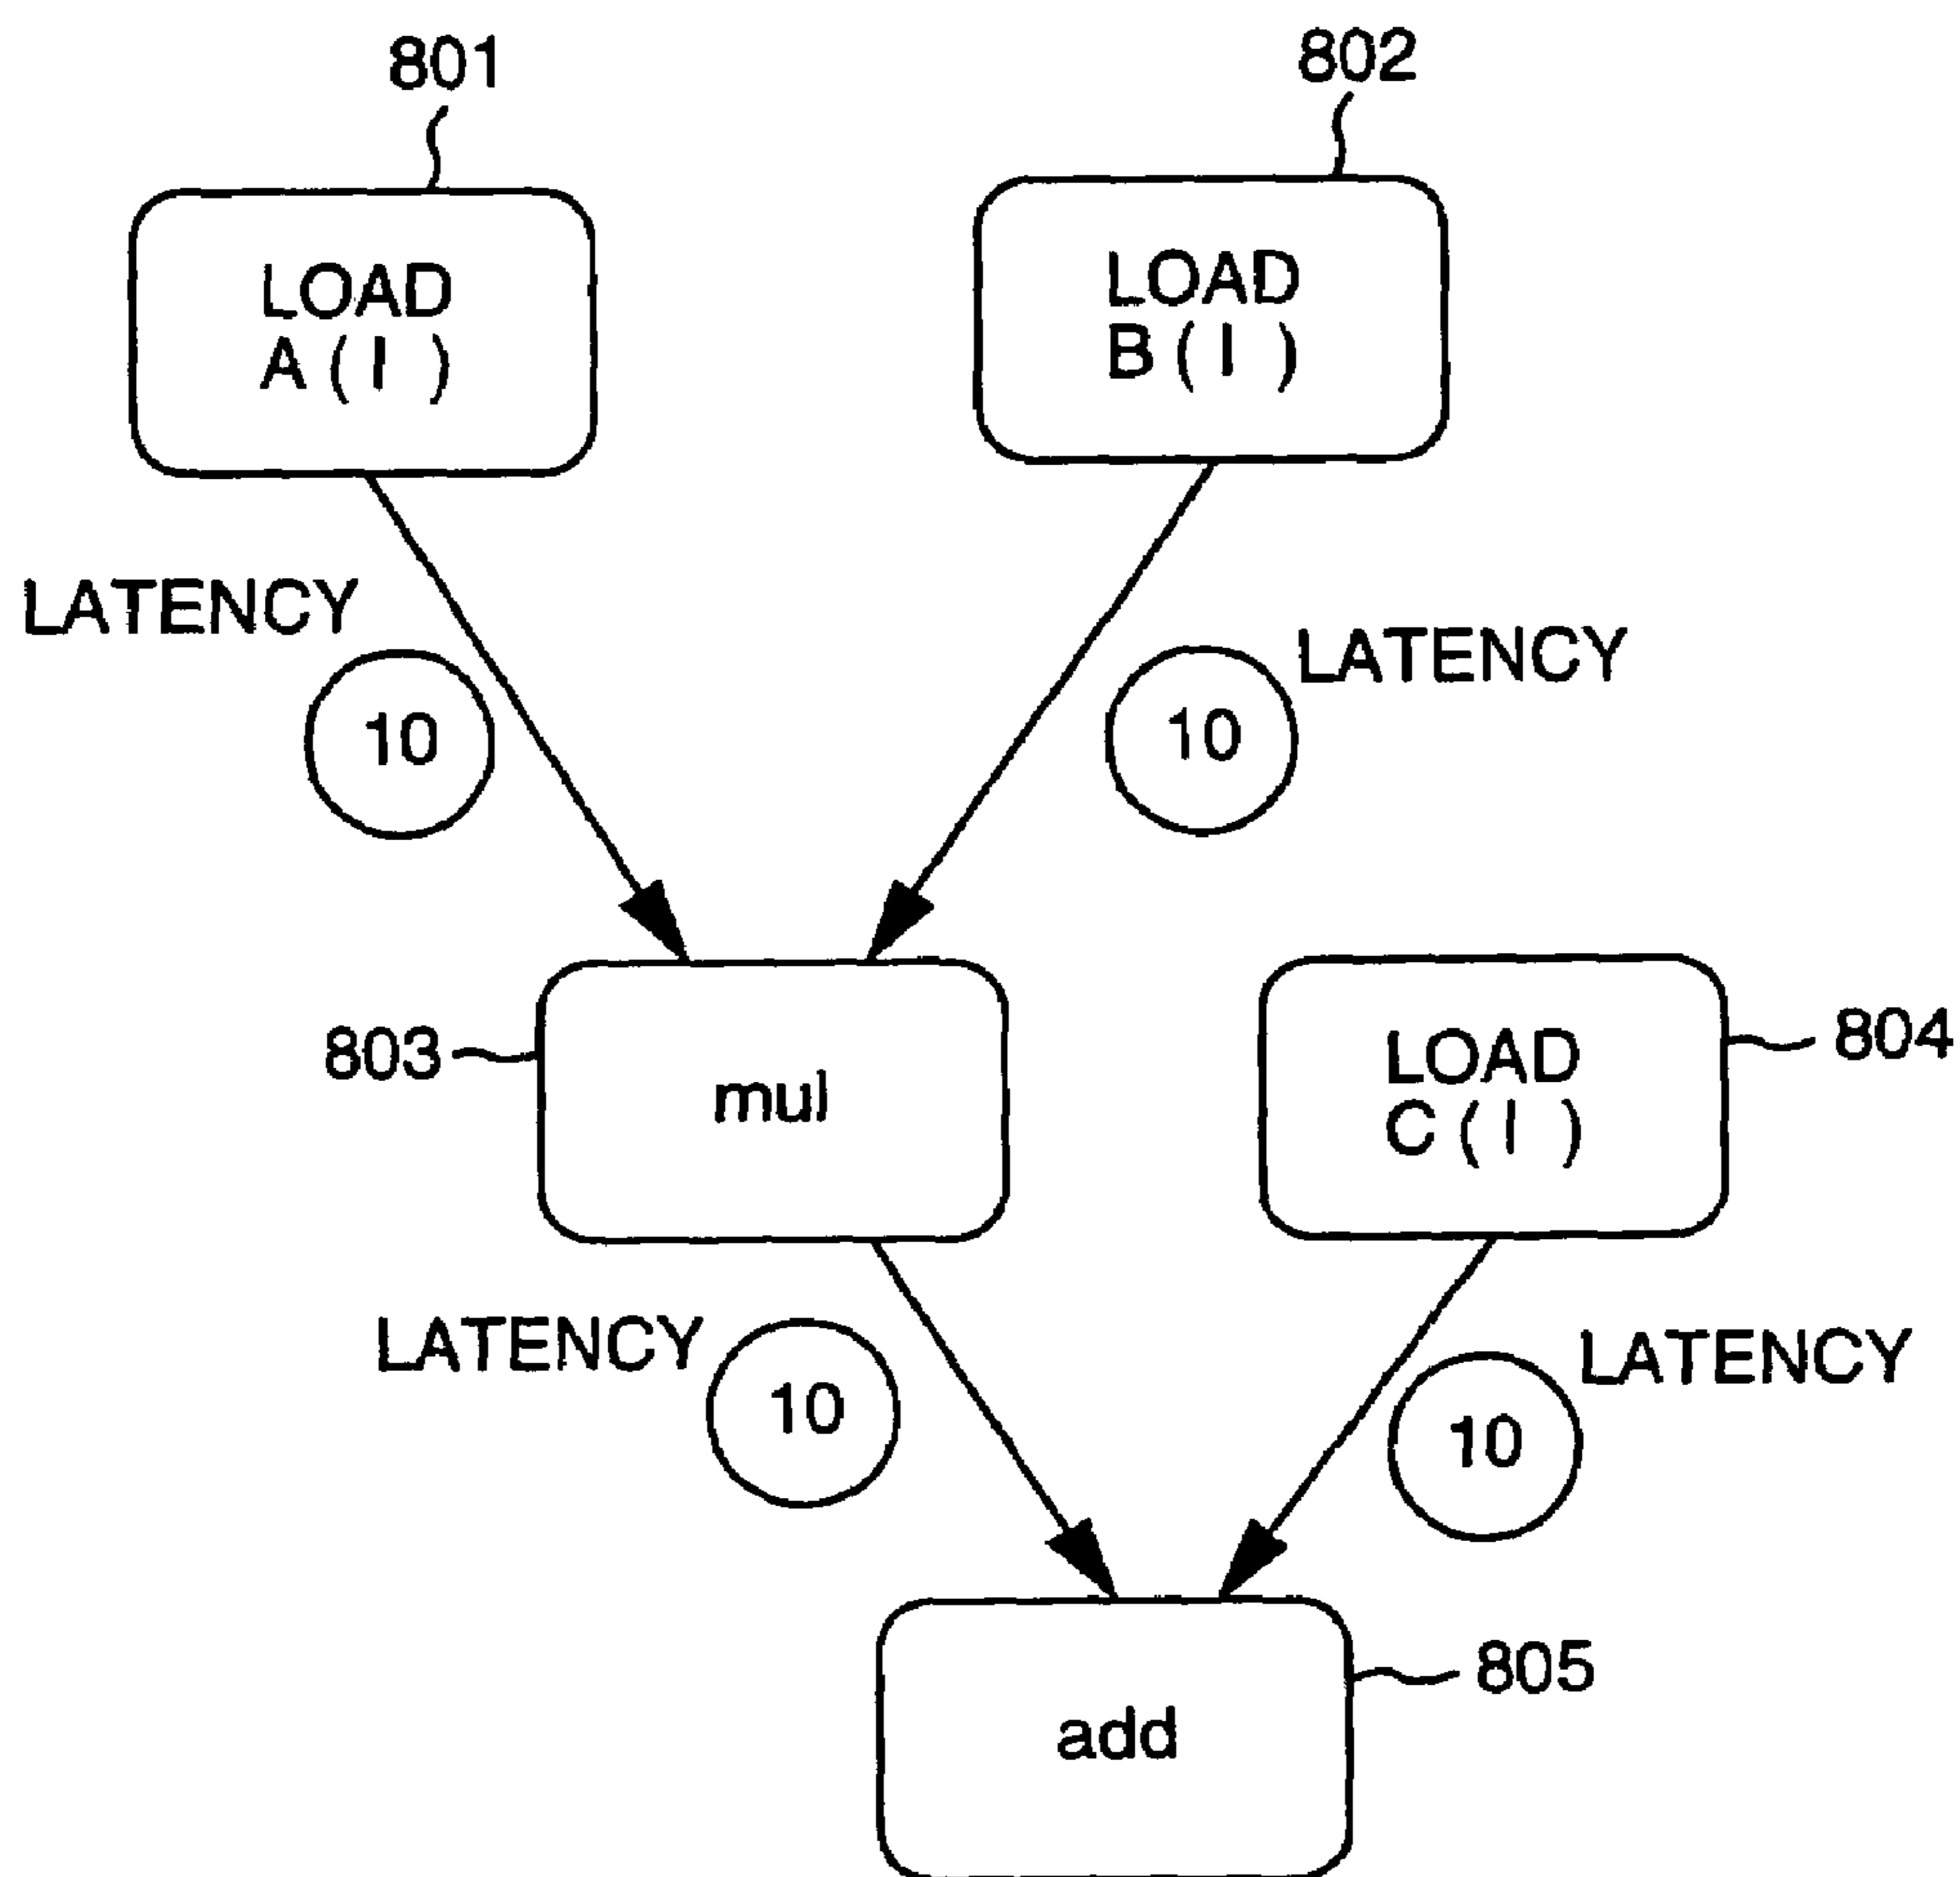 801
802
LOAD
A ( I )
LOAD
B ( I )
LATENCY
10
10
LATENCY
803
mul
LOAD
C ( I )
804
LATENCY
10
10
LATENCY
add
805